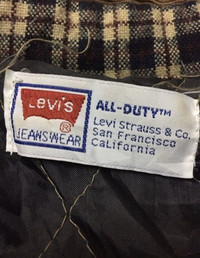 Levi's
®
JEANSWEAR
ALL-DUTY™
Levi Strauss & Co.
San Francisco
California